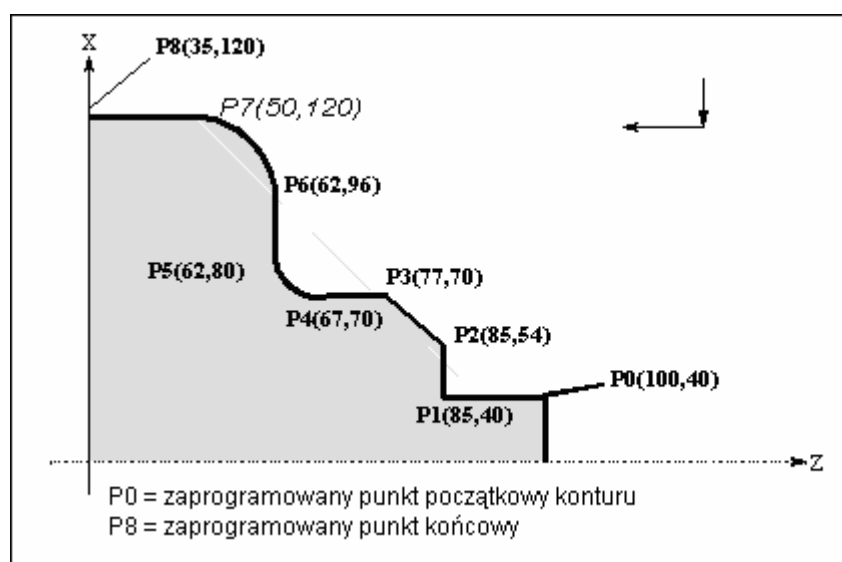 X
P8(35,120)
P7(50,120)
P6(62,96)
P5(62,80)
P3(77,70)
P4(67,70)
P2(85,54)
P0(100,40)
P1(85,40)
Z
P0 = zaprogramowany punkt początkowy konturu
P8 = zaprogramowany punkt końcowy